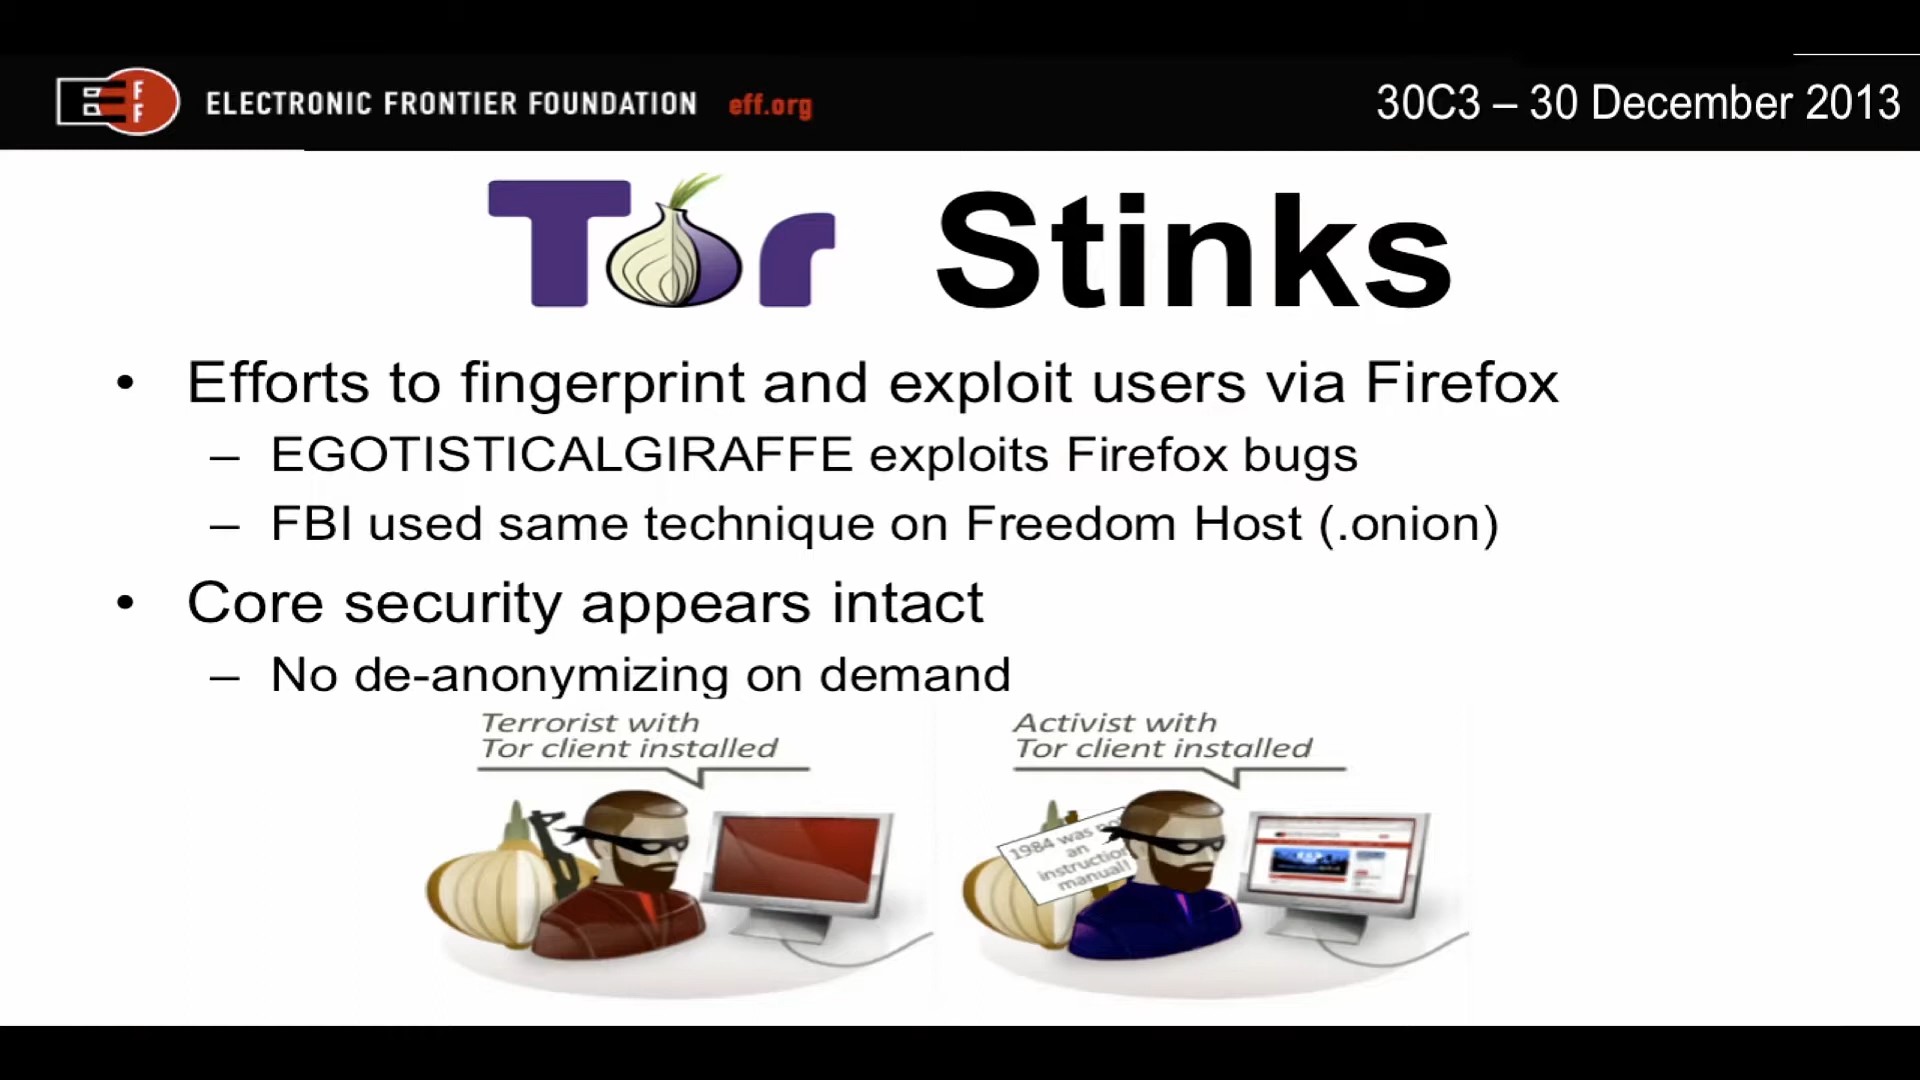 EFF
ELECTRONIC FRONTIER FOUNDATION eff.org
30C3 – 30 December 2013
Tor Stinks
• Efforts to fingerprint and exploit users via Firefox
– EGOTISTICALGIRAFFE exploits Firefox bugs
– FBI used same technique on Freedom Host (.onion)
• Core security appears intact
– No de-anonymizing on demand
Terrorist with
Tor client installed
Activist with
Tor client installed
1984 was not
an
instruction
manual!